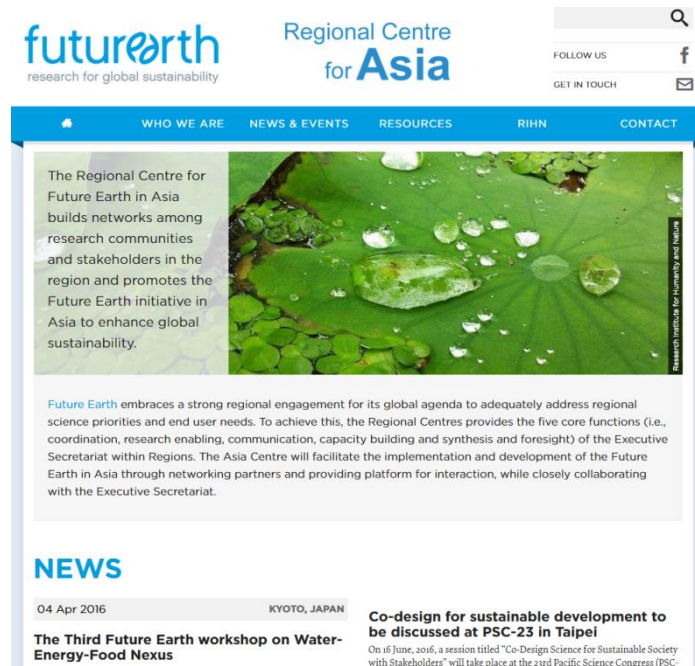 futurearth
research for global sustainability
Regional Centre
for Asia
FOLLOW US
GET IN TOUCH
WHO WE ARE
NEWS & EVENTS
RESOURCES
RIHN
CONTACT
The Regional Centre for
Future Earth in Asia
builds networks among
research communities
and stakeholders in the
region and promotes the
Future Earth initiative in
Asia to enhance global
sustainability.
Research Institute for Humanity and Nature
Future Earth embraces a strong regional engagement for its global agenda to adequately address regional
science priorities and end user needs. To achieve this, the Regional Centres provides the five core functions (i.e.,
coordination, research enabling, communication, capacity building and synthesis and foresight) of the Executive
Secretariat within Regions. The Asia Centre will facilitate the implementation and development of the Future
Earth in Asia through networking partners and providing platform for interaction, while closely collaborating
with the Executive Secretariat.
NEWS
04 Apr 2016
KYOTO, JAPAN
The Third Future Earth workshop on Water-
Energy-Food Nexus
Co-design for sustainable development to
be discussed at PSC-23 in Taipei
On 16 June, 2016, a session titled "Co-Design Science for Sustainable Society
with Stakeholders" will take place at the 23rd Pacific Science Congress (PSC-